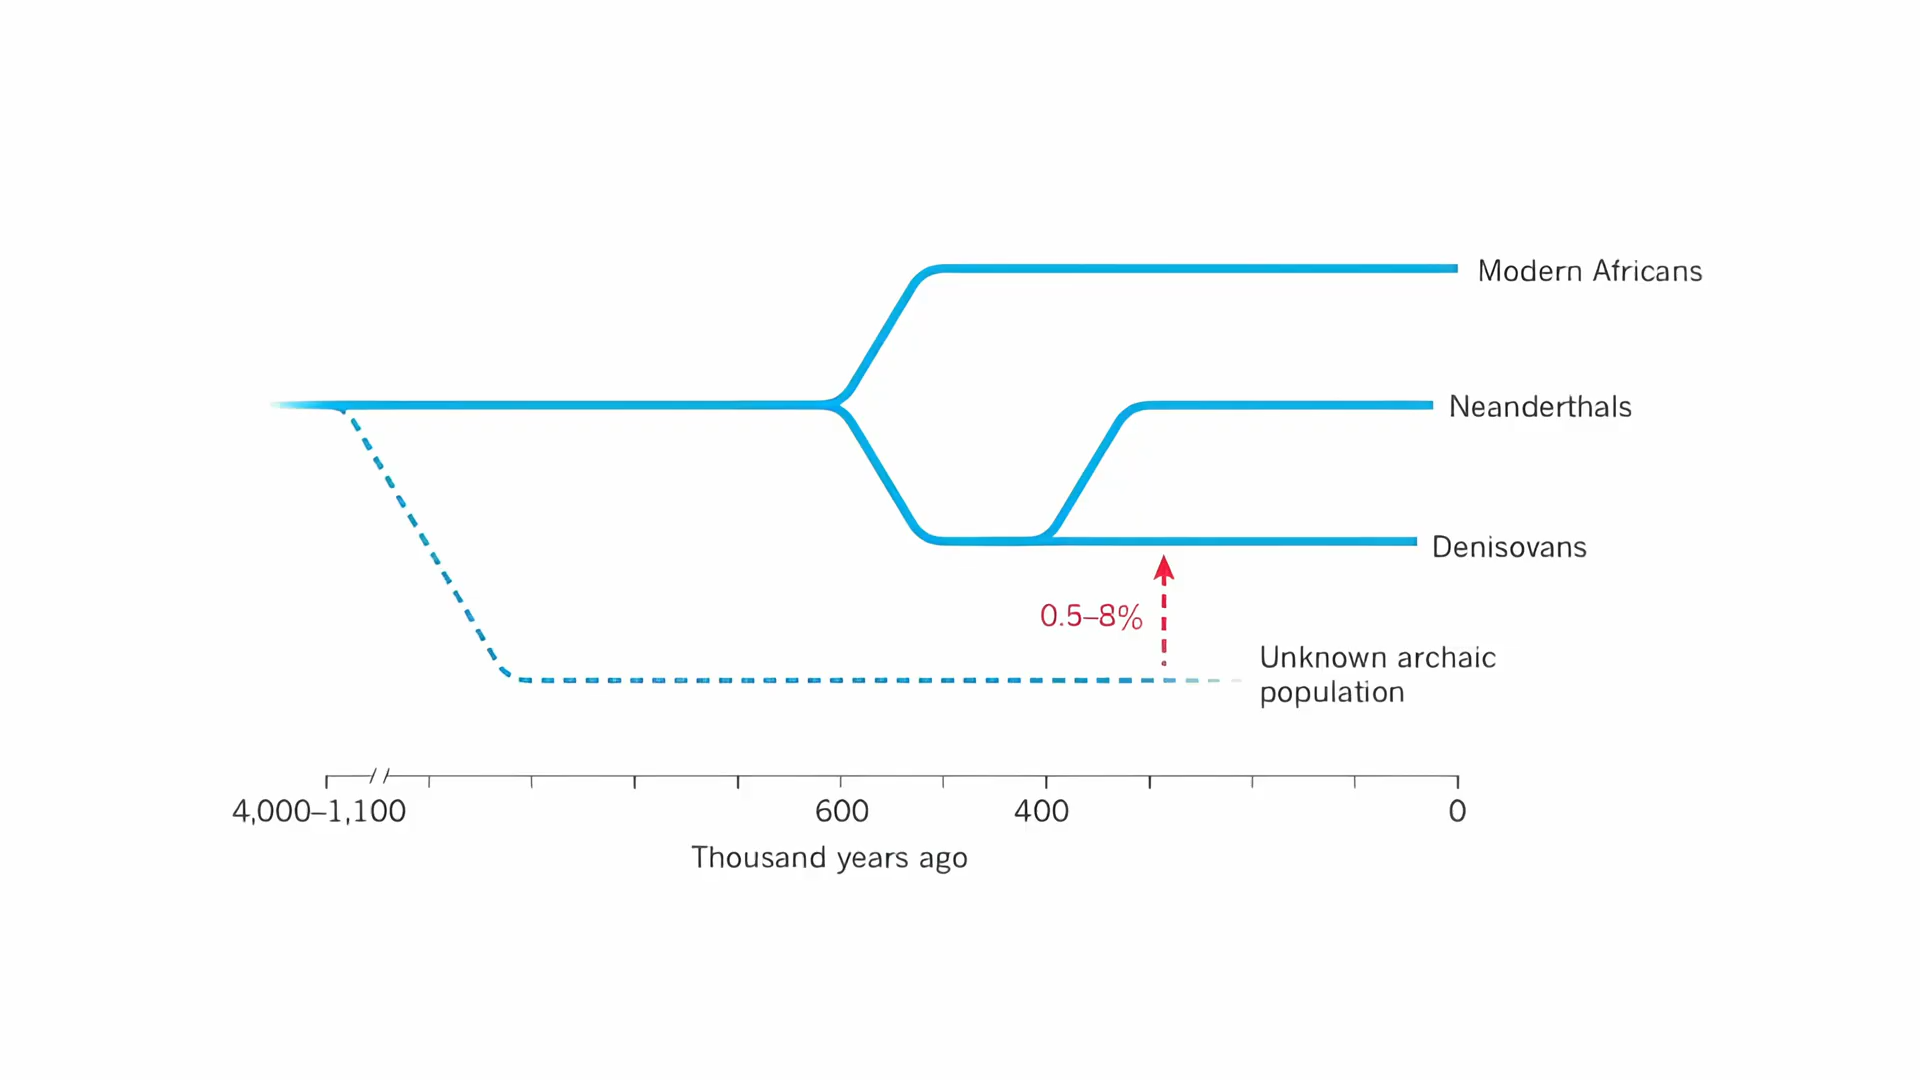 Modern Africans
Neanderthals
Denisovans
0.5–8%
Unknown archaic
population
4,000–1,100
600
400
0
Thousand years ago